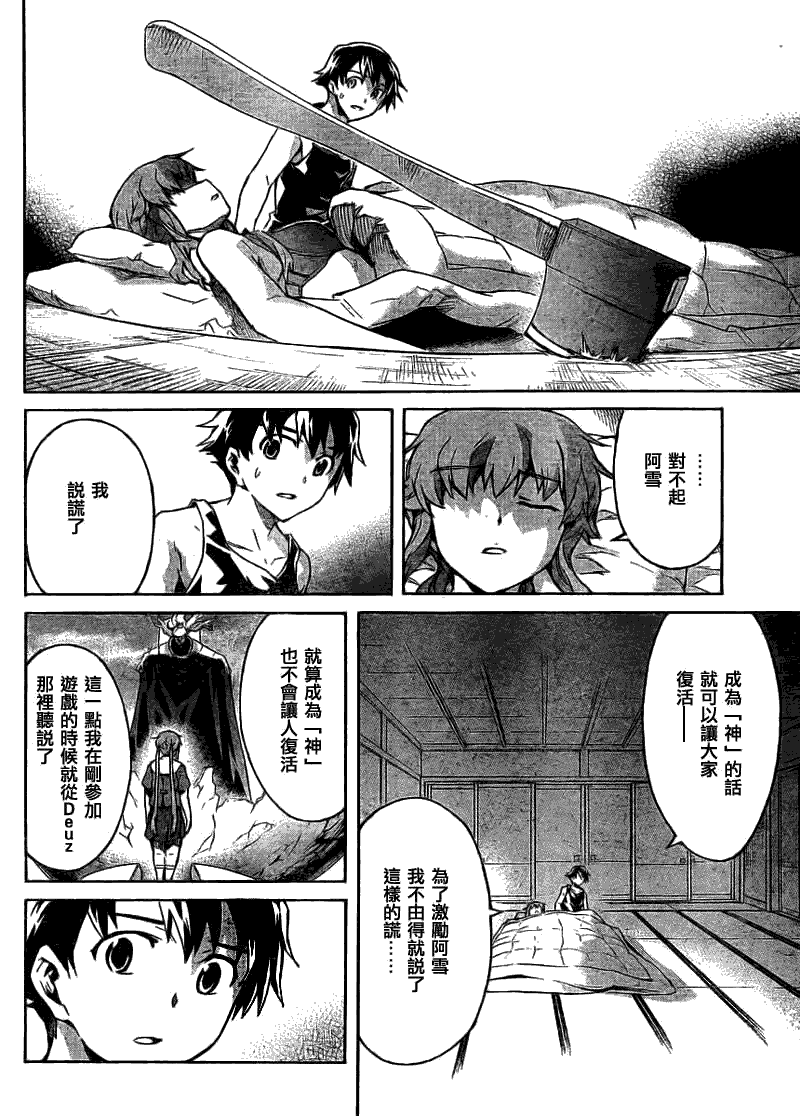 ……
對不起
阿雪
我
説謊了
成為「神」的話
就可以讓大家
復活——
為了激勵阿雪
我不由得就說了
這樣的謊……
就算成為「神」
也不會讓人復活
這一點我在剛參加
遊戲的時候就從Deuz
那裡聽說了